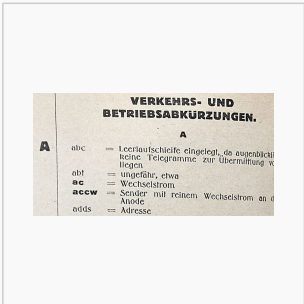 VERKEHRS- UND
BETRIEBSABKÜRZUNGEN.
A
A
abc = Leerlaufschleife eingelegt, da augenblickli
keine Telegramme zur Übermittlung
liegen
abt = ungefähr, etwa
ac = Wechselstrom
accw = Sender mit reinem Wechselstrom an d
Anode
adds = Adresse